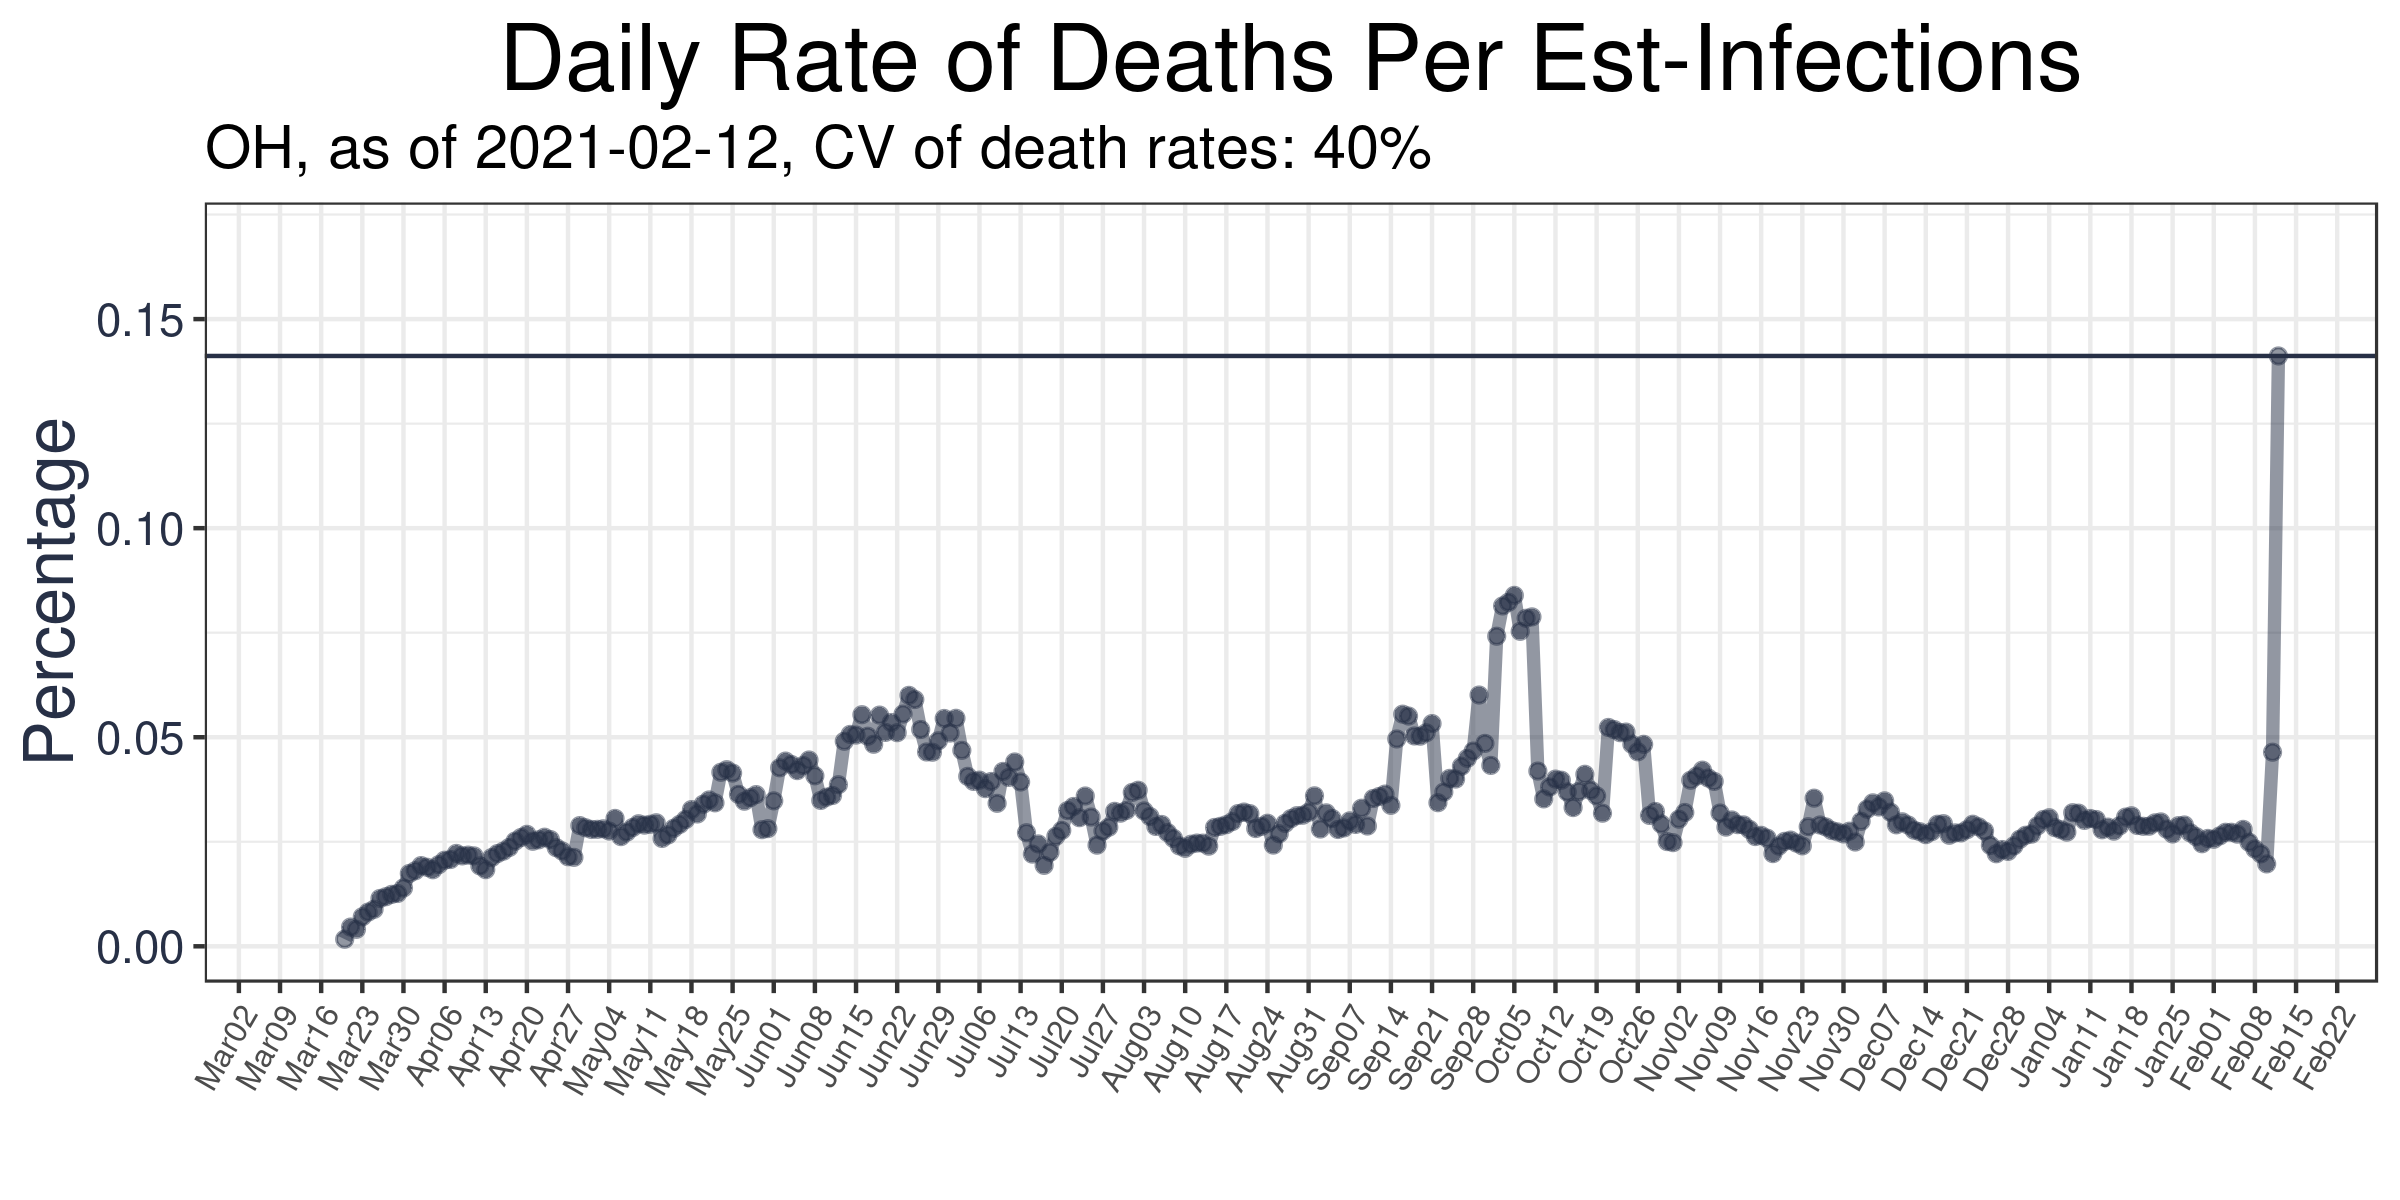 Daily Rate of Deaths Per Est-Infections
OH, as of 2021-02-12, CV of death rates: 40%
Percentage
0.15
0.10
0.05
0.00
Mar02
Mar09
Mar16
Mar23
Mar30
Apr06
Apr13
Apr20
Apr27
May04
May11
May18
May25
Jun01
Jun08
Jun15
Jun22
Jun29
Jul06
Jul13
Jul20
Jul27
Aug03
Aug10
Aug17
Aug24
Aug31
Sep07
Sep14
Sep21
Sep28
Oct05
Oct12
Oct19
Oct26
Nov02
Nov09
Nov16
Nov23
Nov30
Dec07
Dec14
Dec21
Dec28
Jan04
Jan11
Jan18
Jan25
Feb01
Feb08
Feb15
Feb22